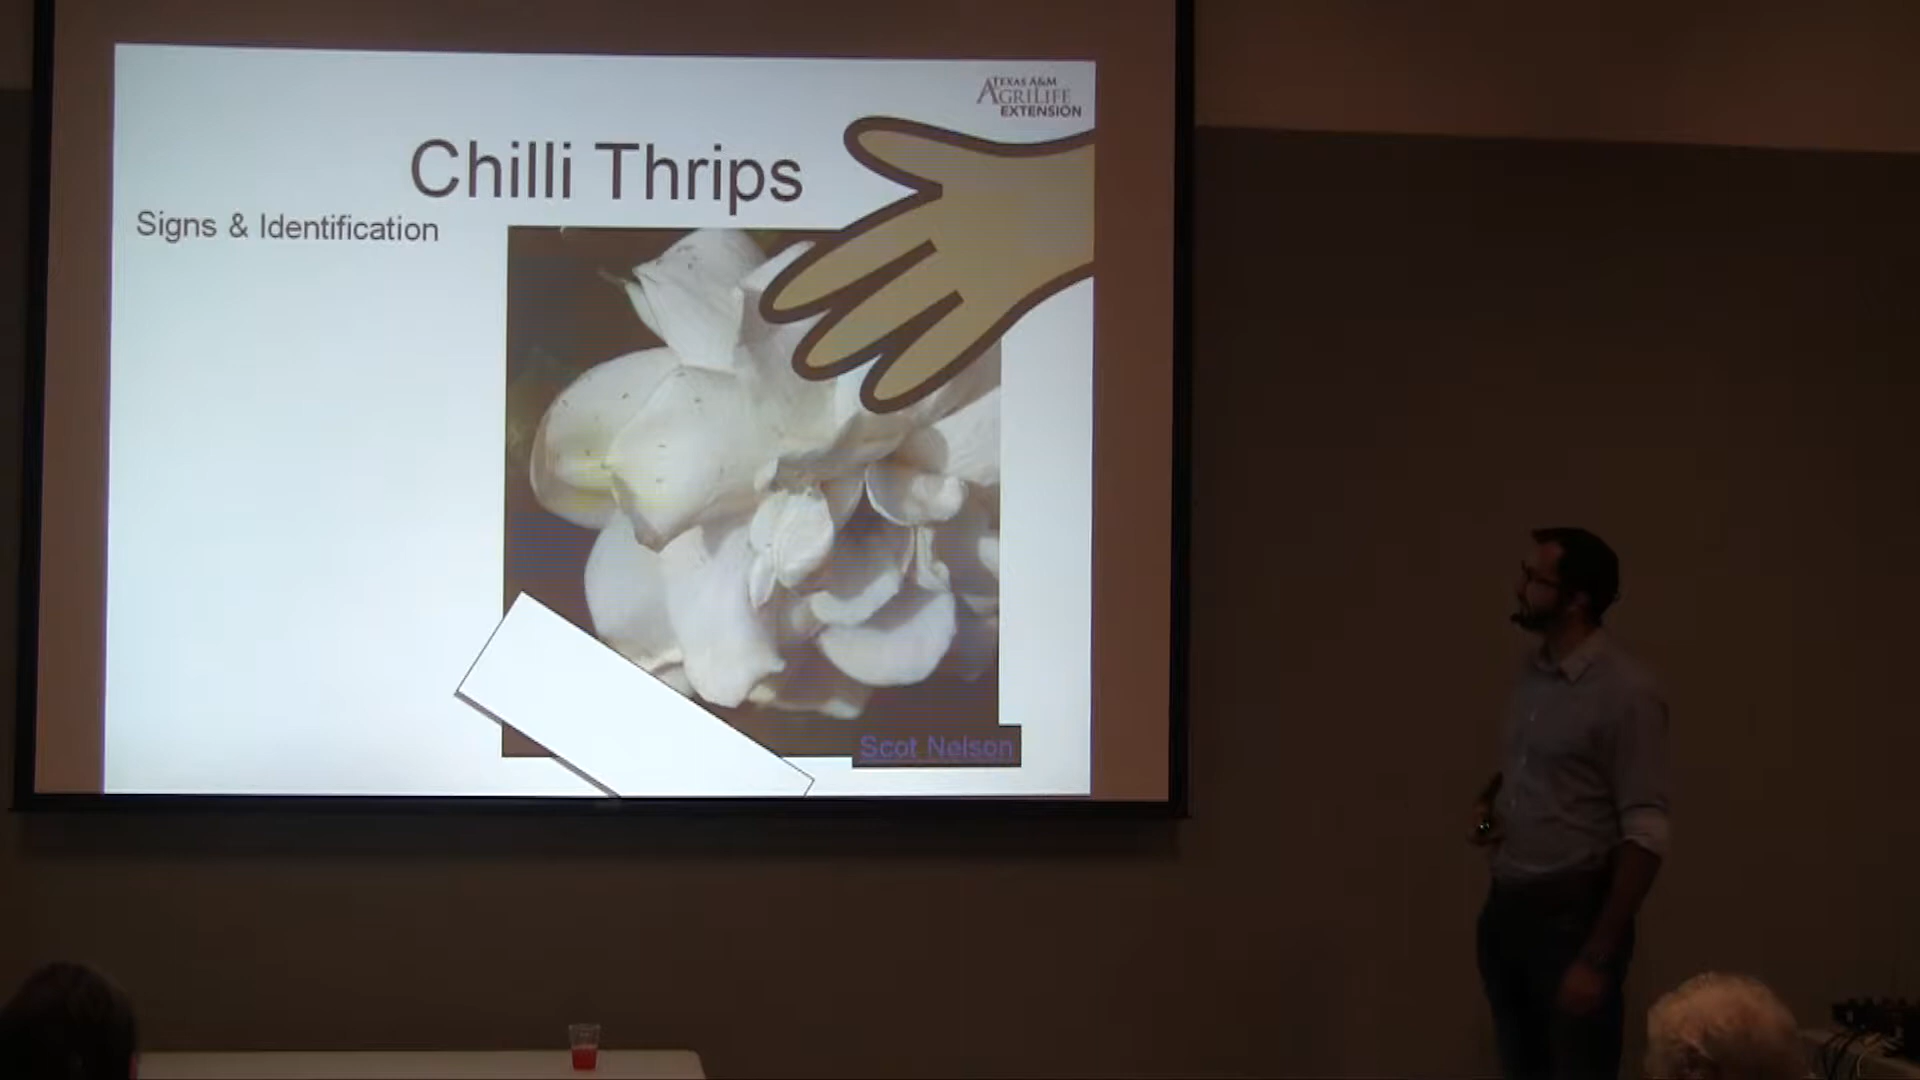 TEXAS A&M
AGRILIFE
EXTENSION
Chilli Thrips
Signs & Identification
Scot Nelson